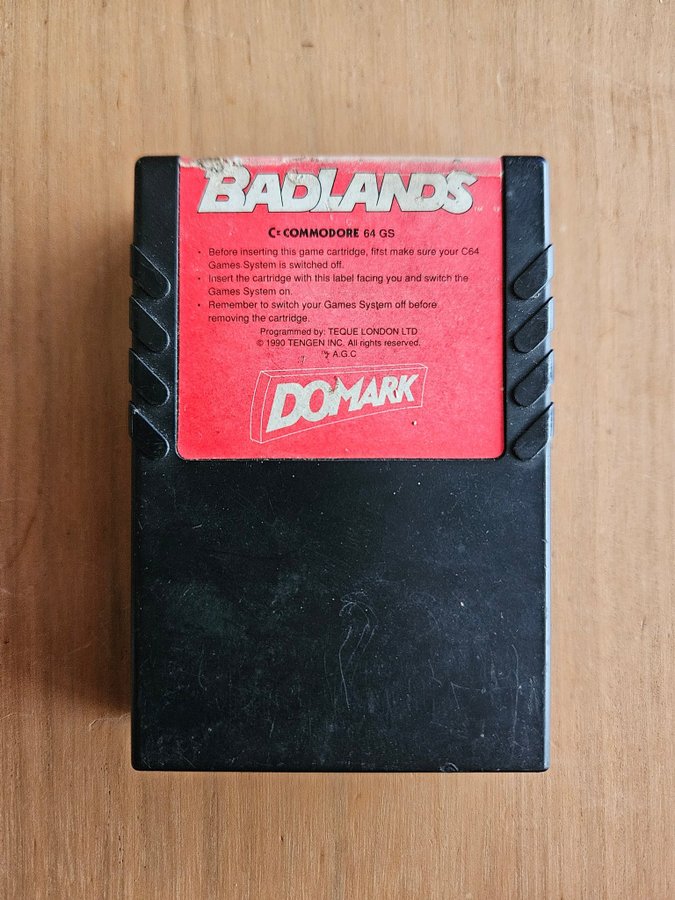 BADLANDS™
C= COMMODORE 64 GS
• Before inserting this game cartridge, first make sure your C64
Games System is switched off.
• Insert the cartridge with this label facing you and switch the
Games System on.
• Remember to switch your Games System off before
removing the cartridge.
Programmed by: TEQUE LONDON LTD
© 1990 TENGEN INC. All rights reserved.
™ A.G.C
DOMARK